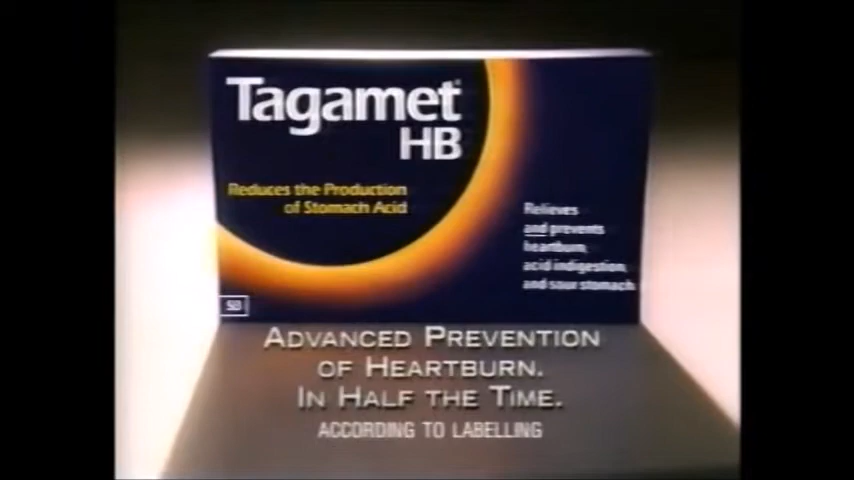 Tagamet
HB
Reduces the Production
of Stomach Acid
Relieves
and prevents
heartburn,
acid indigestion,
and sour stomach.
ADVANCED PREVENTION
OF HEARTBURN.
IN HALF THE TIME.
ACCORDING TO LABELLING